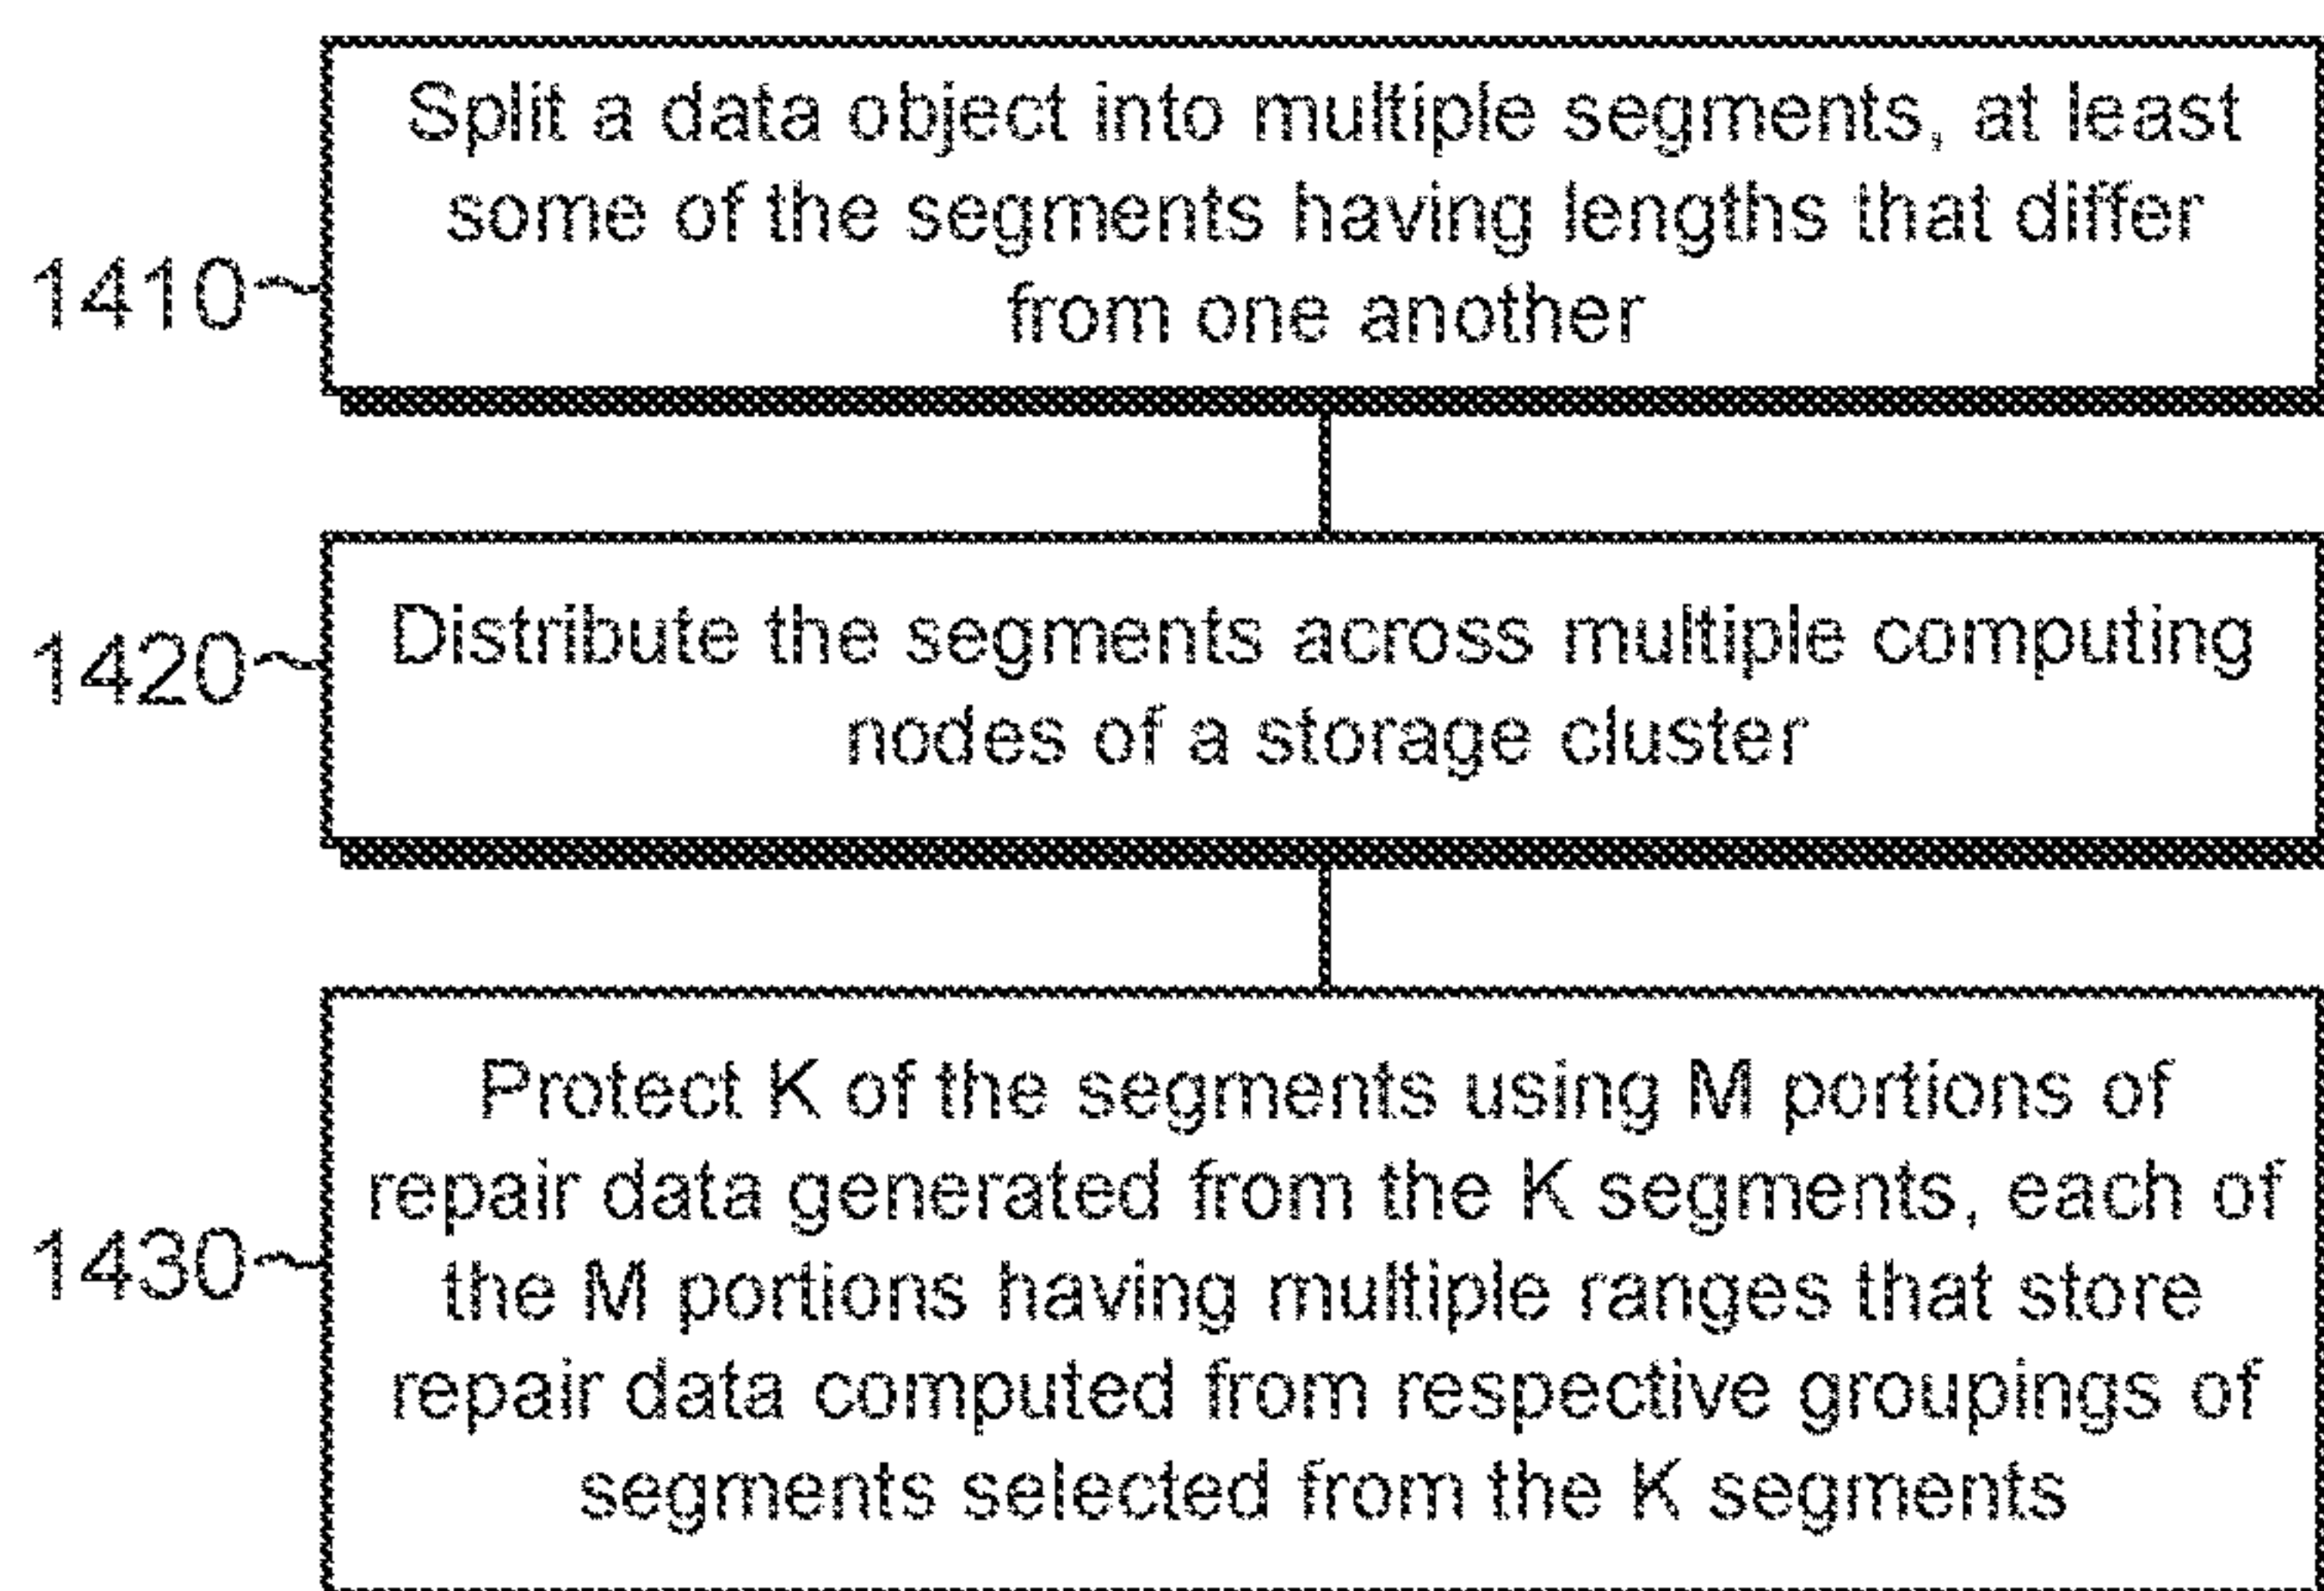 Split a data object into multiple segments, at least
some of the segments having lengths that differ
from one another
1410
Distribute the segments across multiple computing
nodes of a storage cluster
1420
Protect K of the segments using M portions of
repair data generated from the K segments, each of
the M portions having multiple ranges that store
repair data computed from respective groupings of
segments selected from the K segments
1430